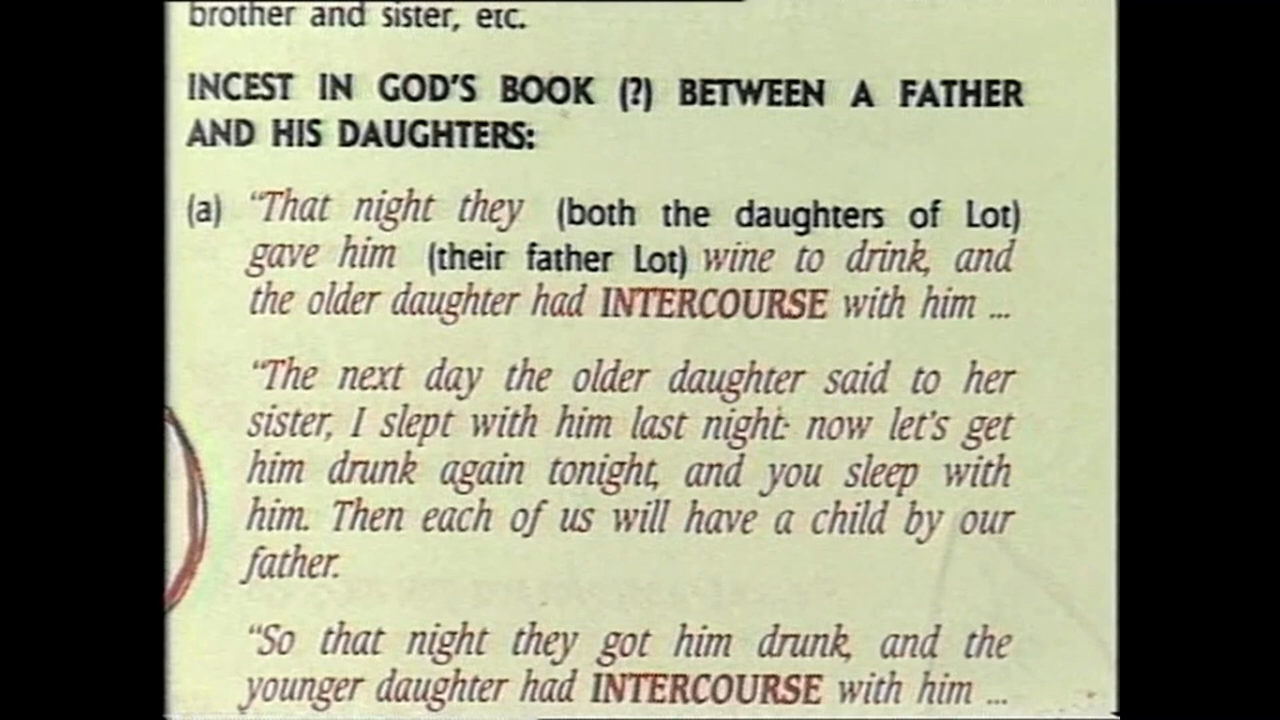 brother and sister, etc.
INCEST IN GOD'S BOOK (?) BETWEEN A FATHER
AND HIS DAUGHTERS:
(a) "That night they (both the daughters of Lot)
gave him (their father Lot) wine to drink, and
the older daughter had INTERCOURSE with him ...
"The next day the older daughter said to her
sister, I slept with him last night: now let's get
him drunk again tonight, and you sleep with
him. Then each of us will have a child by our
father.
"So that night they got him drunk, and the
younger daughter had INTERCOURSE with him ...